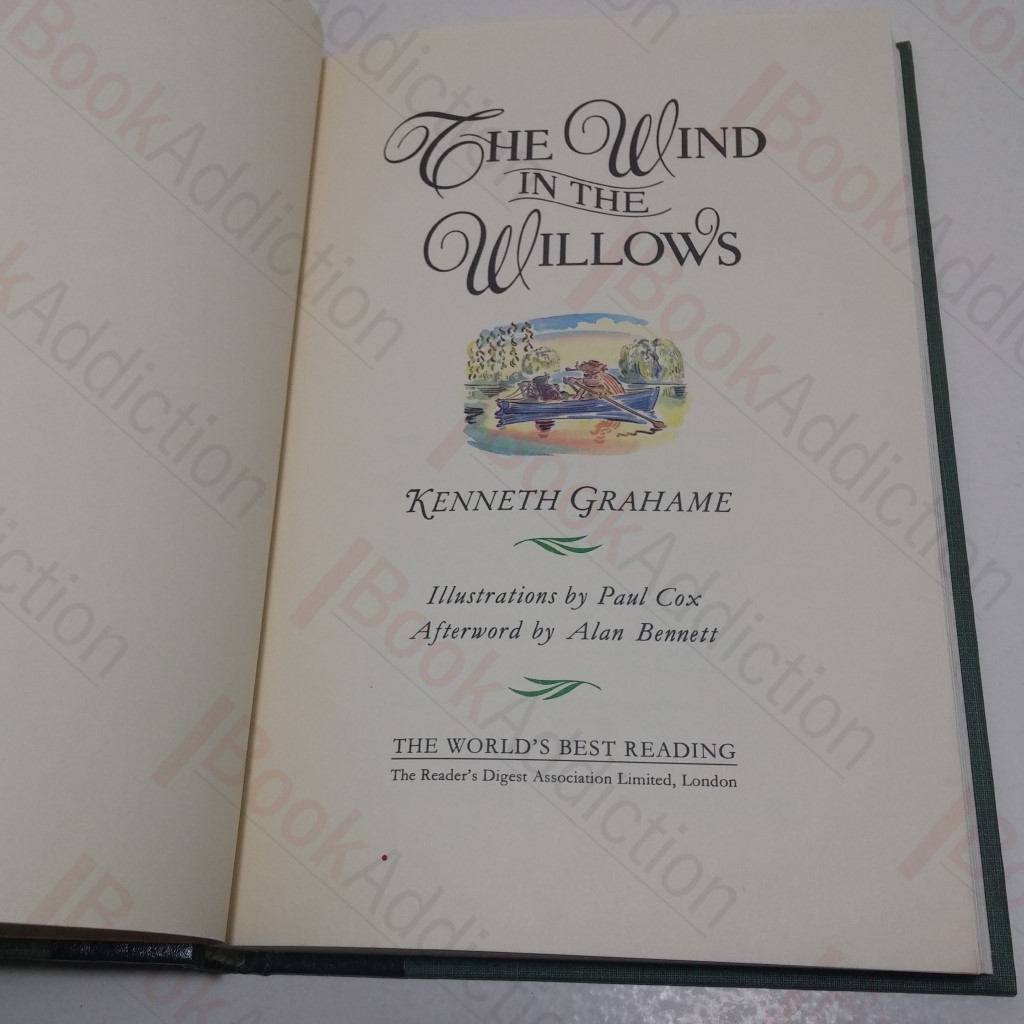 THE WIND
IN THE
WILLOWS
KENNETH GRAHAME
Illustrations by Paul Cox
Afterword by Alan Bennett
THE WORLD'S BEST READING
The Reader's Digest Association Limited, London
BookAddiction